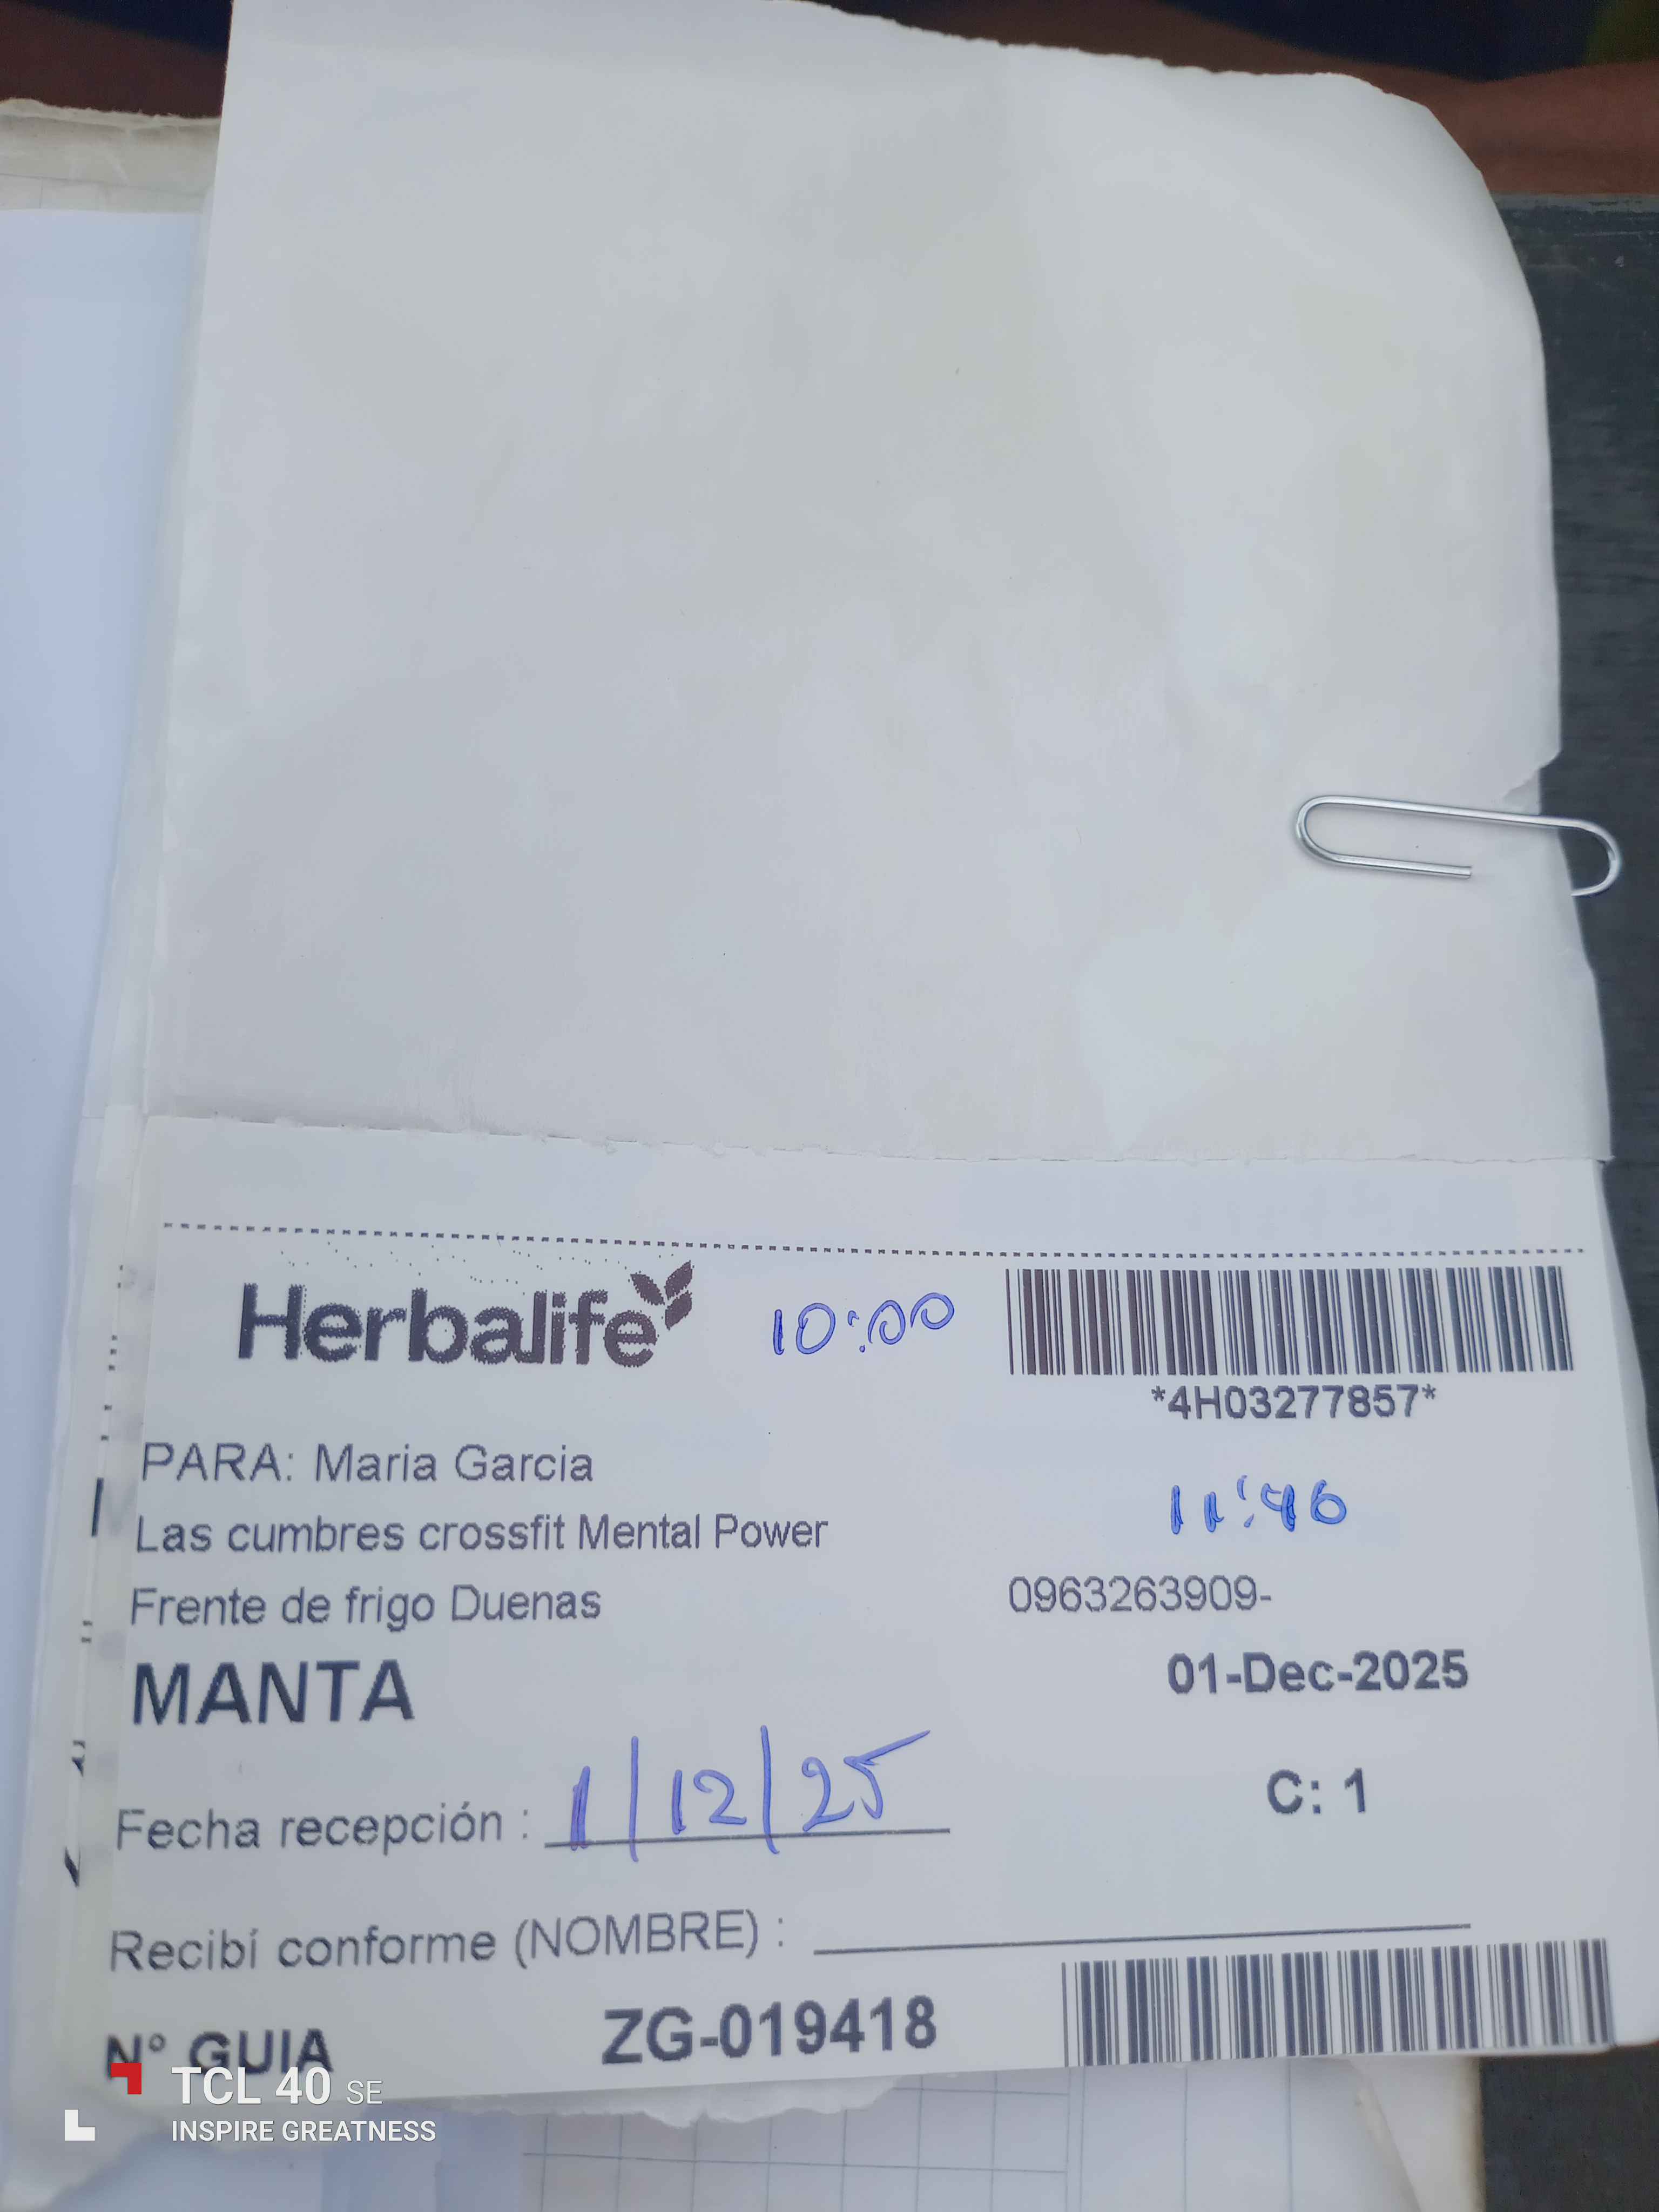 Herbalife
10:00
*4H03277857*
PARA: Maria Garcia
Las cumbres crossfit Mental Power
11:46
Frente de frigo Duenas
0963263909-
MANTA
01-Dec-2025
Fecha recepción : 1/12/25
C: 1
Recibí conforme (NOMBRE) :
N° GUIA ZG-019418
TCL 40 SE
INSPIRE GREATNESS